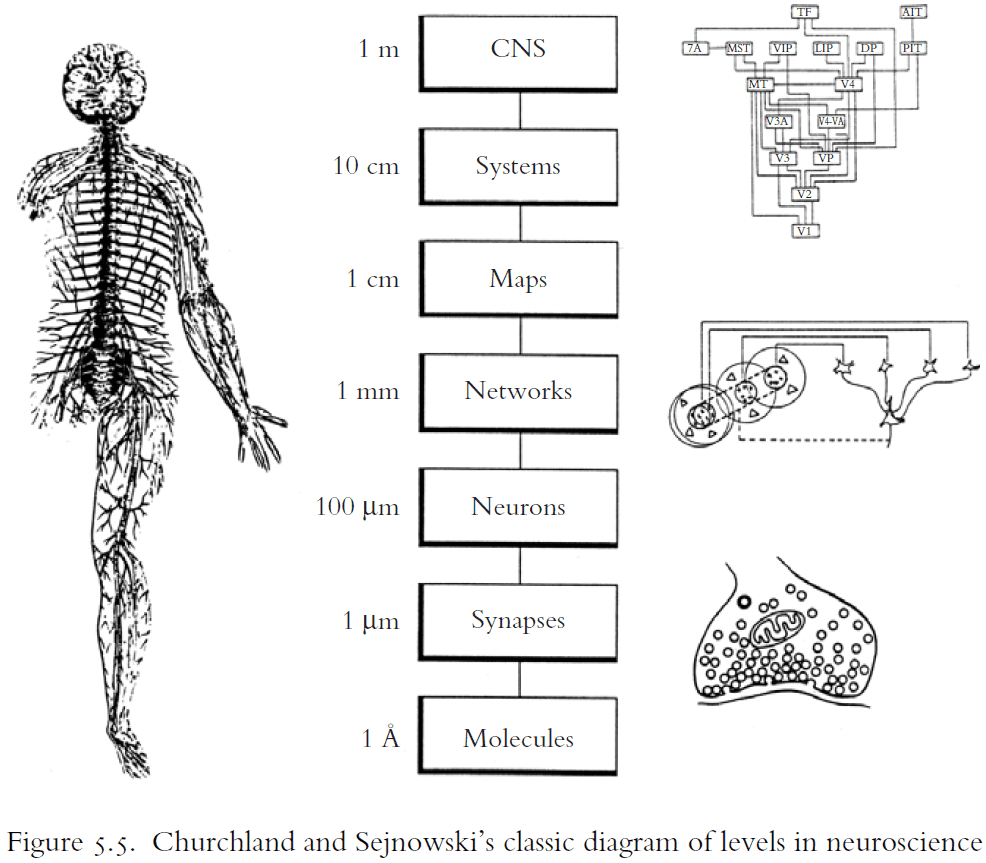 1 m CNS
10 cm Systems
1 cm Maps
1 mm Networks
100 μm Neurons
1 μm Synapses
1 Å Molecules
TF AIT
7A MST VIP LIP DP PIT
MT V4
V3A V4-VA
V3 VP
V2
V1
Figure 5.5. Churchland and Sejnowski's classic diagram of levels in neuroscience